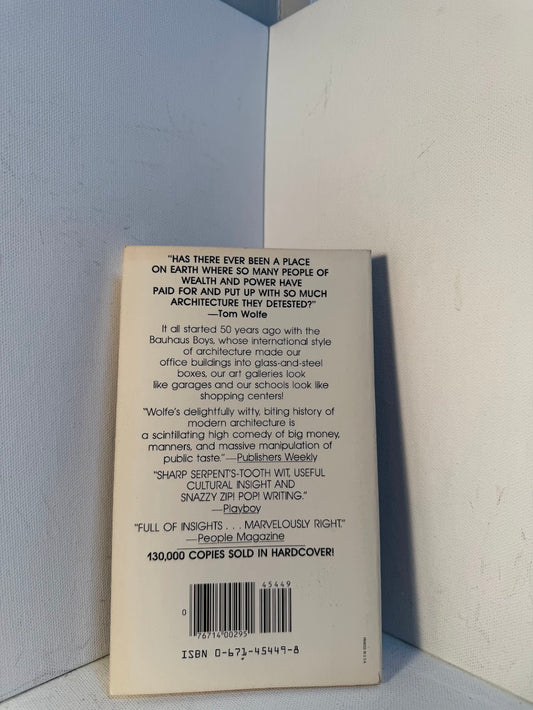 "HAS THERE EVER BEEN A PLACE
ON EARTH WHERE SO MANY PEOPLE OF
WEALTH AND POWER HAVE
PAID FOR AND PUT UP WITH SO MUCH
ARCHITECTURE THEY DETESTED?"
—Tom Wolfe
It all started 50 years ago with the
Bauhaus Boys, whose international style
of architecture made our
office buildings into glass-and-steel
boxes, our art galleries look
like garages and our schools look like
shopping centers!
"Wolfe's delightfully witty, biting history of
modern architecture is
a scintillating high comedy of big money,
manners, and massive manipulation of
public taste."—Publishers Weekly
"SHARP SERPENT'S-TOOTH WIT, USEFUL
CULTURAL INSIGHT AND
SNAZZY ZIP! POP! WRITING."
—Playboy
"FULL OF INSIGHTS . . . MARVELOUSLY RIGHT."
—People Magazine
130,000 COPIES SOLD IN HARDCOVER!
45449
0
76714 00295
ISBN 0-671-45449-8
PRINTED IN U.S.A.